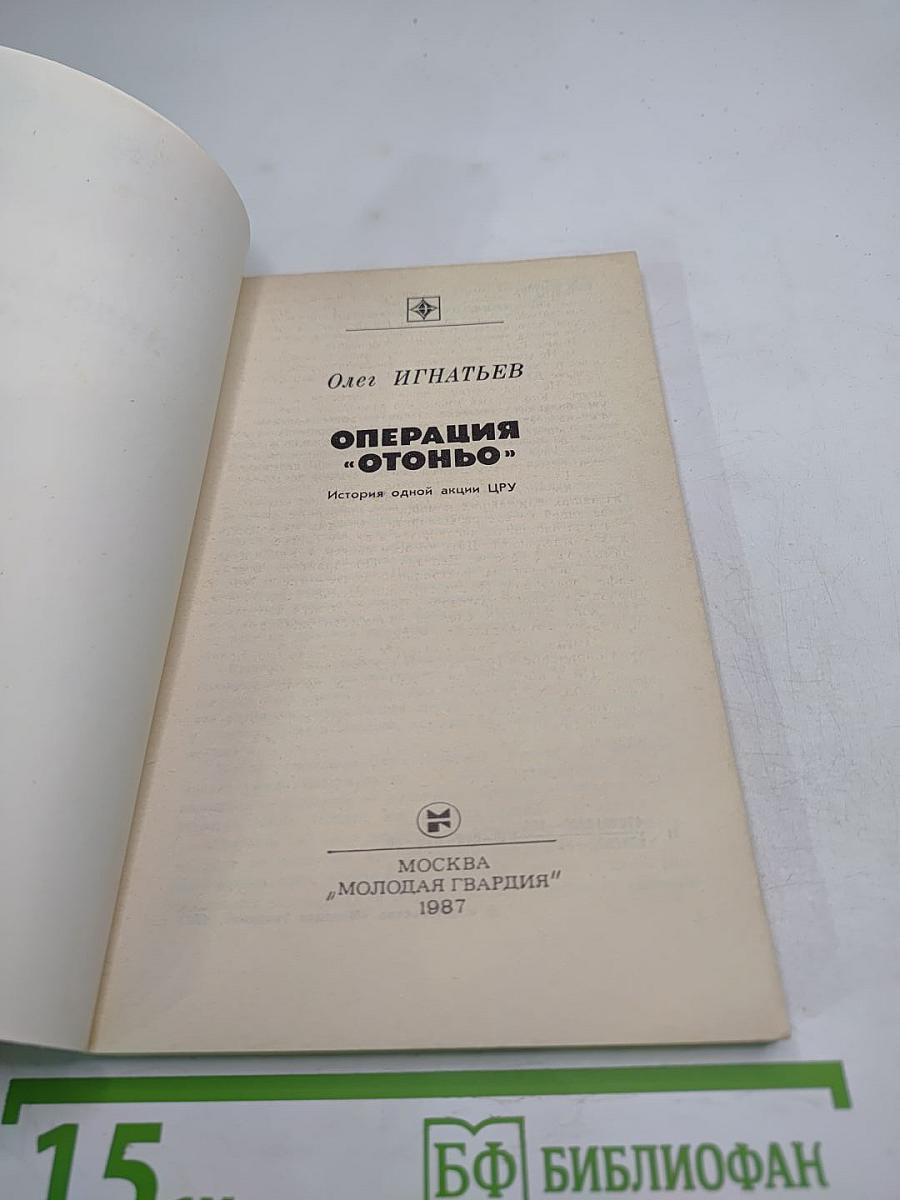 Олег ИГНАТЬЕВ
ОПЕРАЦИЯ
«ОТОНЬО»
История одной акции ЦРУ
МОСКВА
„МОЛОДАЯ ГВАРДИЯ"
1987
15
БФ БИБЛИОФАН